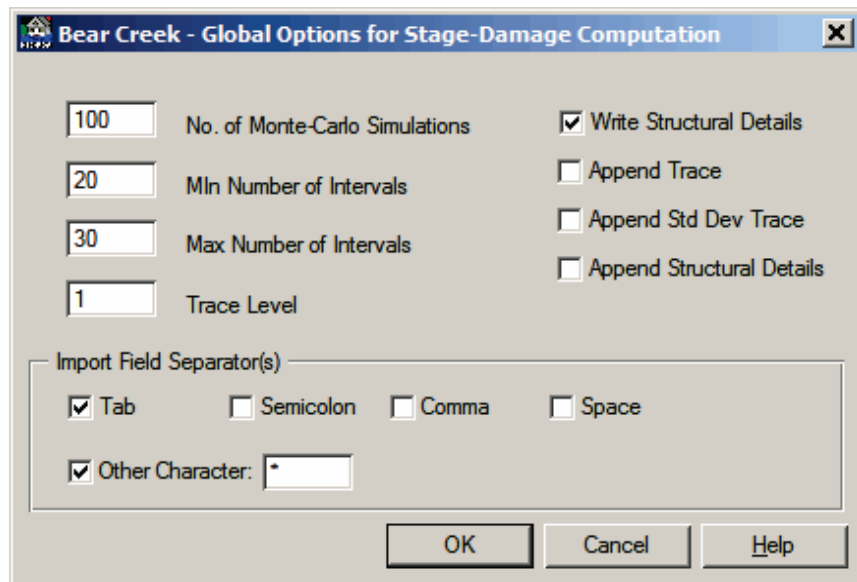 Bear Creek - Global Options for Stage-Damage Computation
100 No. of Monte-Carlo Simulations
20 MIn Number of Intervals
30 Max Number of Intervals
1 Trace Level
Write Structural Details
Append Trace
Append Std Dev Trace
Append Structural Details
Import Field Separator(s)
Tab Semicolon Comma Space
Other Character: *
OK Cancel Help